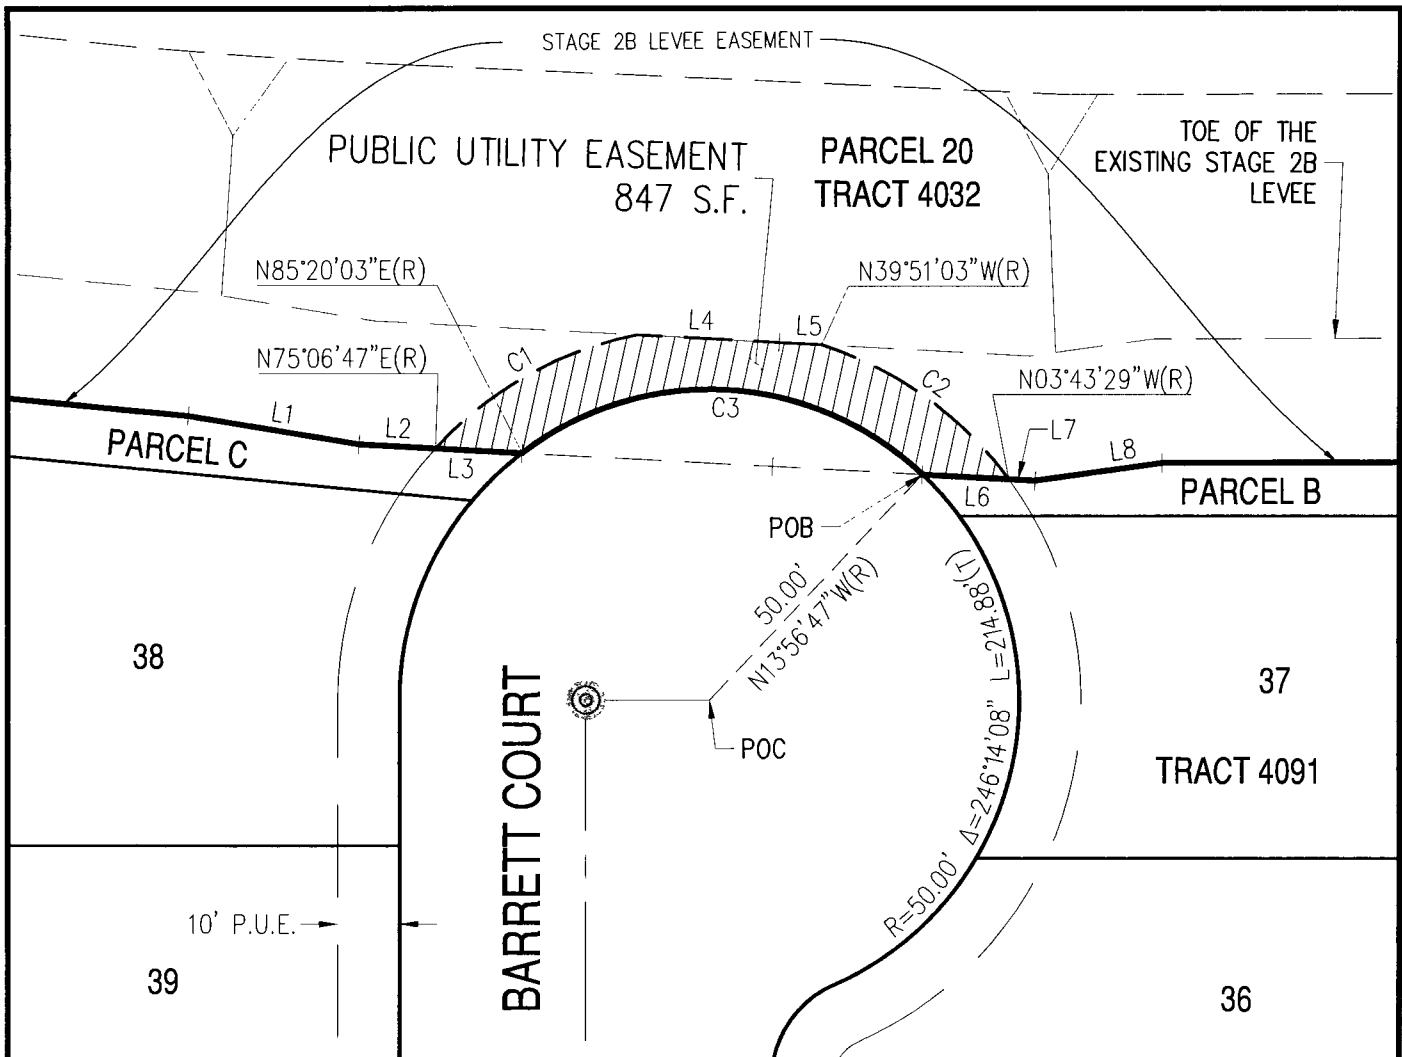 STAGE 2B LEVEE EASEMENT
PUBLIC UTILITY EASEMENT
847 S.F.
PARCEL 20
TRACT 4032
TOE OF THE
EXISTING STAGE 2B
LEVEE
N85°20'03"E(R)
N39°51'03"W(R)
L4
L5
N75°06'47"E(R)
C1
C2
N03°43'29"W(R)
C3
L1
L2
L3
L7
L8
L6
PARCEL C
PARCEL B
POB
50.00'
N13°56'47"W(R)
R=50.00' Δ=246°14'08" L=214.88'(T)
38
37
POC
BARRETT COURT
TRACT 4091
10' P.U.E.
39
36